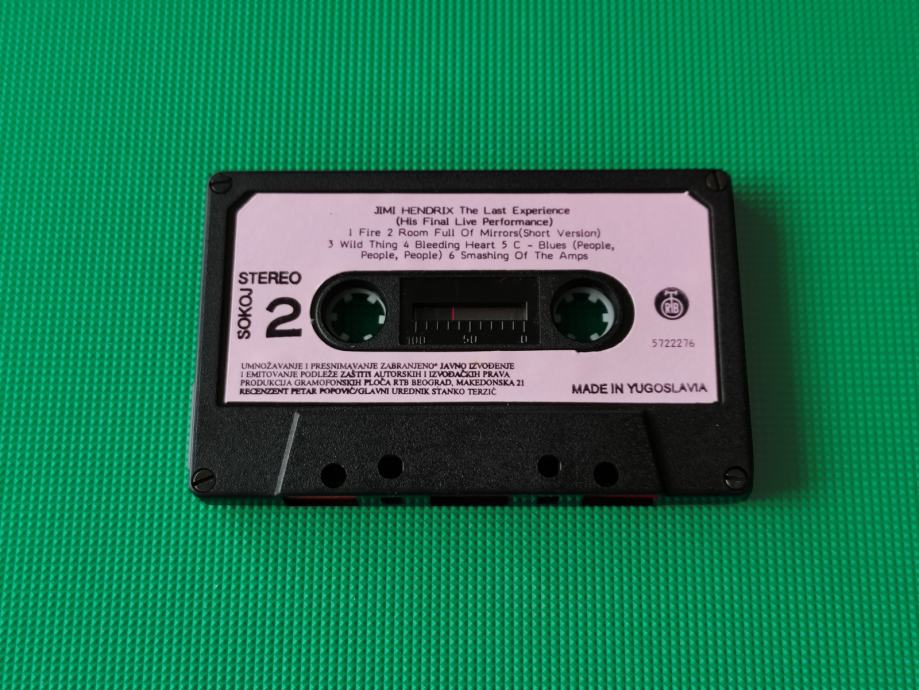 JIMI HENDRIX The Last Experience
(His Final Live Performance)
1 Fire 2 Room Full Of Mirrors(Short Version)
3 Wild Thing 4 Bleeding Heart 5 C - Blues (People,
People, People) 6 Smashing Of The Amps
STEREO
SOKOJ
2
100 50 0
RTB
5722276
UMNOŽAVANJE I PRESNIMAVANJE ZABRANJENO* JAVNO IZVOĐENJE
I EMITOVANJE PODLEŽE ZAŠTITI AUTORSKIH I IZVOĐAČKIH PRAVA
PRODUKCIJA GRAMOFONSKIH PLOČA RTB BEOGRAD, MAKEDONSKA 21
RECENZENT PETAR POPOVIĆ/GLAVNI UREDNIK STANKO TERZIĆ
MADE IN YUGOSLAVIA